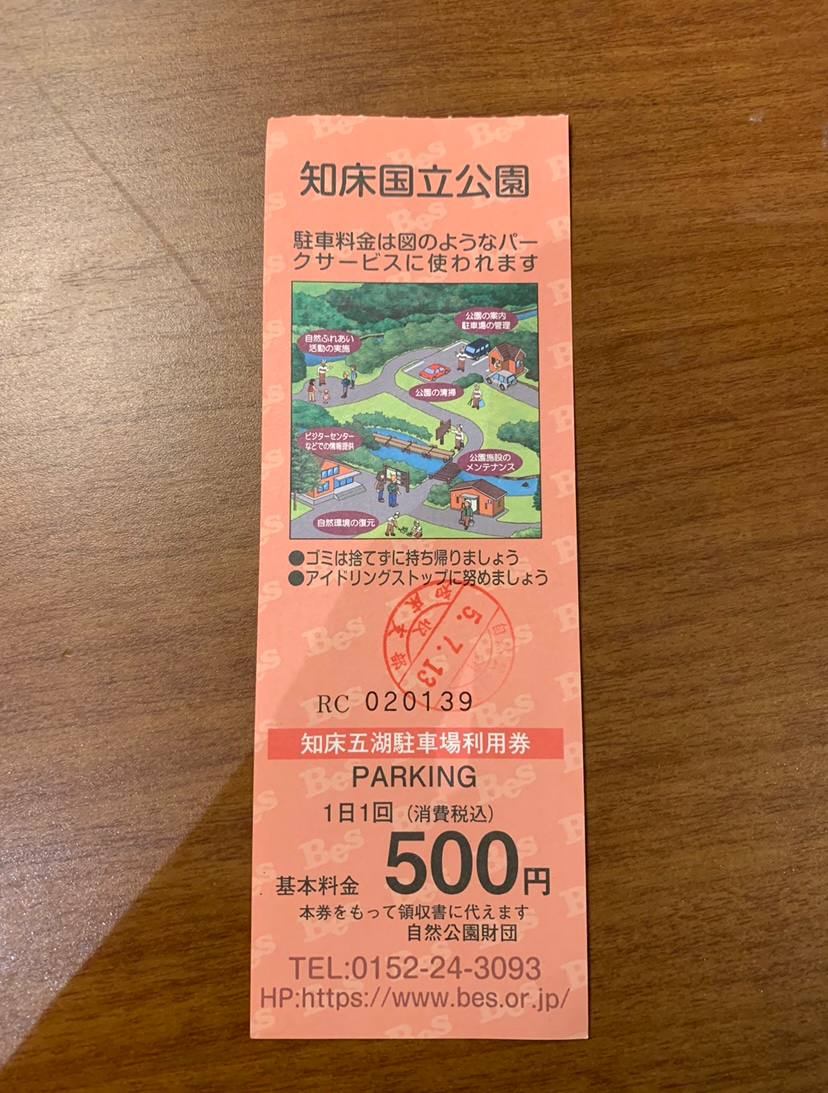 知床国立公園
駐車料金は図のようなパー
クサービスに使われます
公園の案内
駐車場の管理
自然ふれあい
活動の実施
公園の清掃
ビジターセンター
などでの情報提供
公園施設の
メンテナンス
自然環境の復元
●ゴミは捨てずに持ち帰りましょう
●アイドリングストップに努めましょう
5.7.13
RC 020139
知床五湖駐車場利用券
PARKING
1日1回（消費税込）
基本料金 500円
本券をもって領収書に代えます
自然公園財団
TEL:0152-24-3093
HP:https://www.bes.or.jp/
Bes